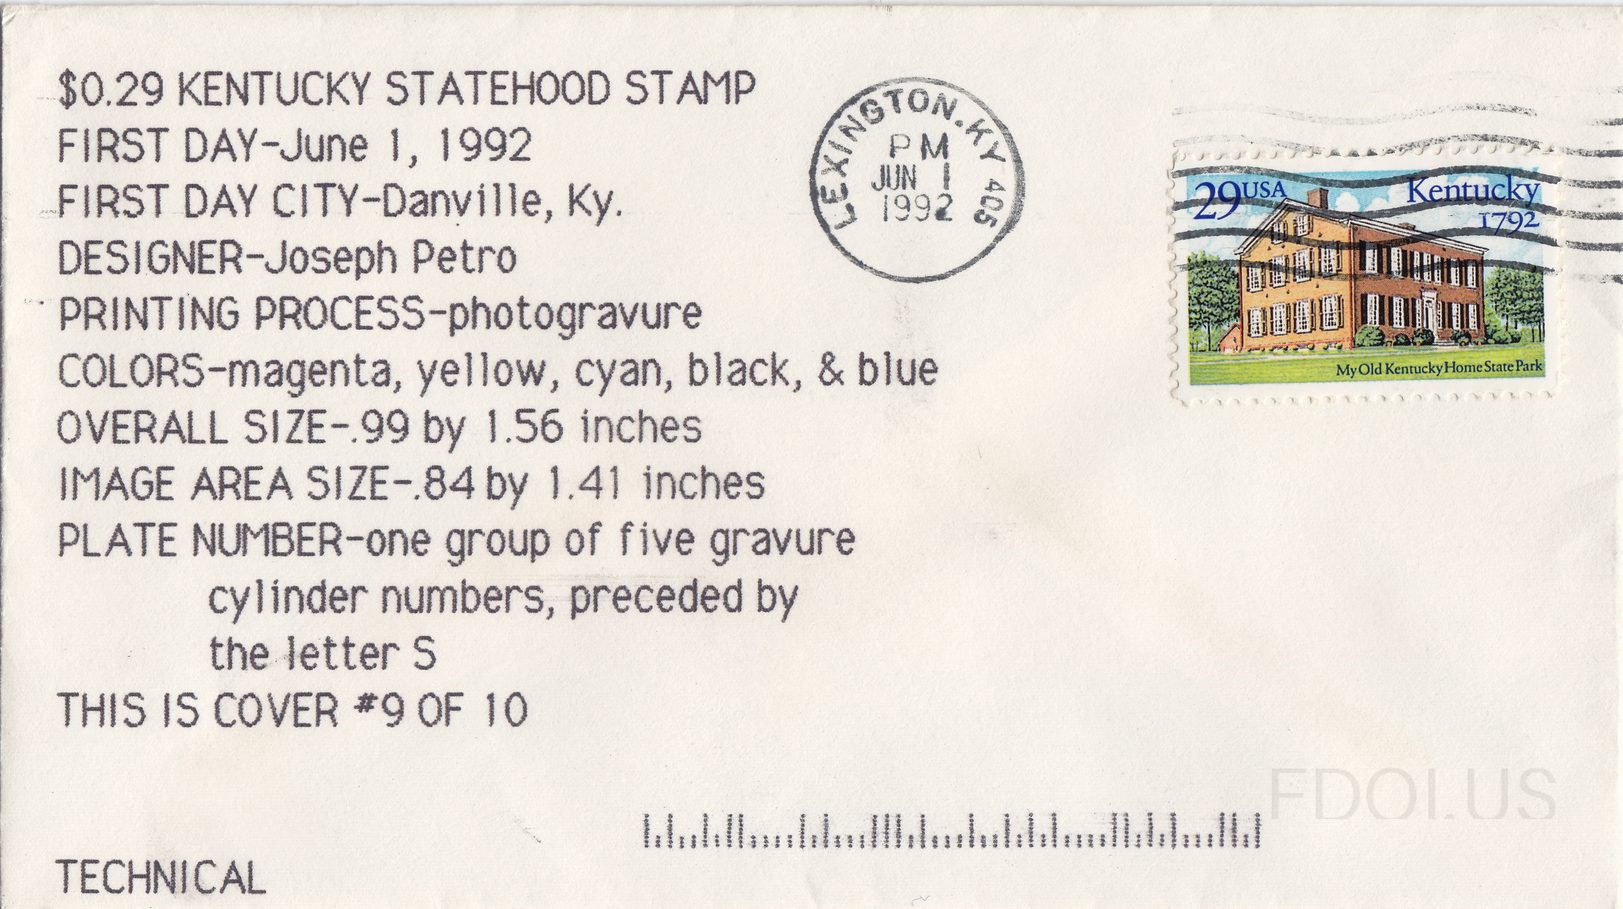 $0.29 KENTUCKY STATEHOOD STAMP
FIRST DAY-June 1, 1992
FIRST DAY CITY-Danville, Ky.
DESIGNER-Joseph Petro
PRINTING PROCESS-photogravure
COLORS-magenta, yellow, cyan, black, & blue
OVERALL SIZE-.99 by 1.56 inches
IMAGE AREA SIZE-.84 by 1.41 inches
PLATE NUMBER-one group of five gravure
cylinder numbers, preceded by
the letter S
THIS IS COVER #9 OF 10
TECHNICAL
LEXINGTON.KY 405
PM
JUN 1
1992
29 USA
Kentucky
1792
My Old Kentucky Home State Park
FDOI.US